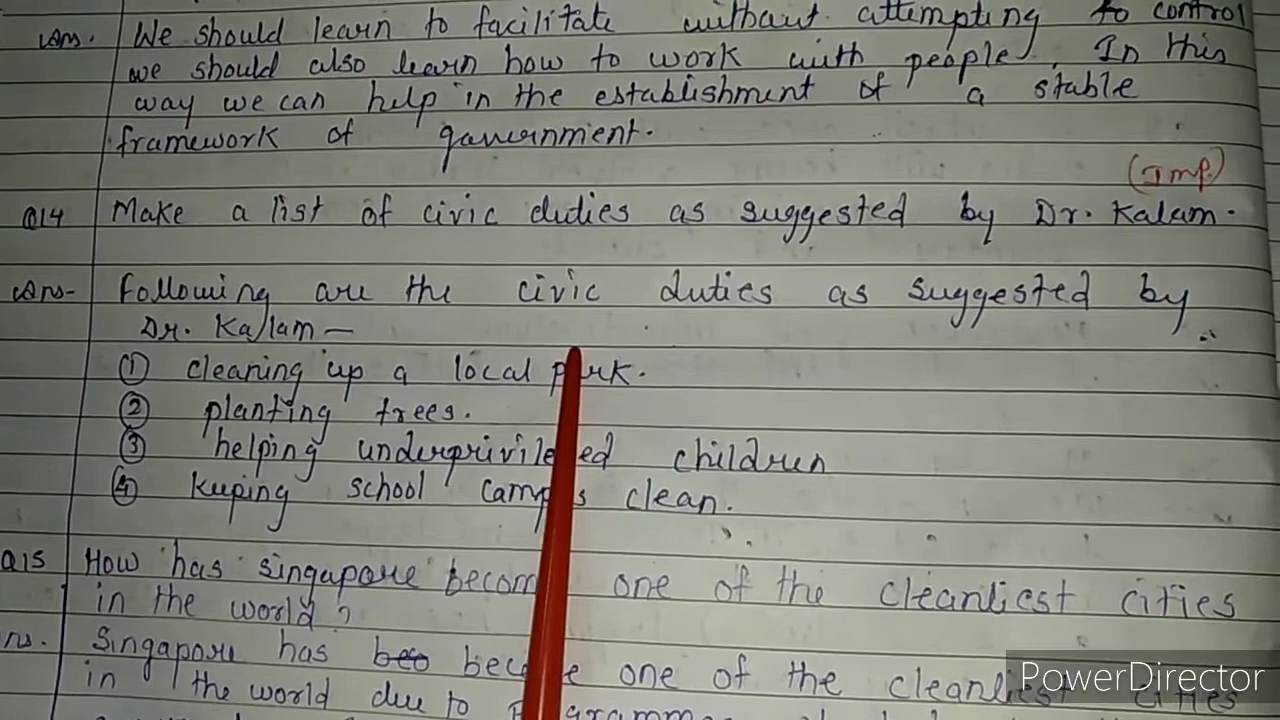 Ans. We should learn to facilitate without attempting to control
we should also learn how to work with people. In this
way we can help in the establishment of a stable
framework of government.
(Imp)
Q14 Make a list of civic duties as suggested by Dr. Kalam.
Ans- Following are the civic duties as suggested by
Dr. Kalam —
① cleaning up a local park.
② planting trees.
③ helping underprivileged children
④ keeping school campus clean.
Q15 How has singapore become one of the cleanliest cities
in the world?
Ans. Singapore has become one of the cleanliest cities
in the world due to
PowerDirector